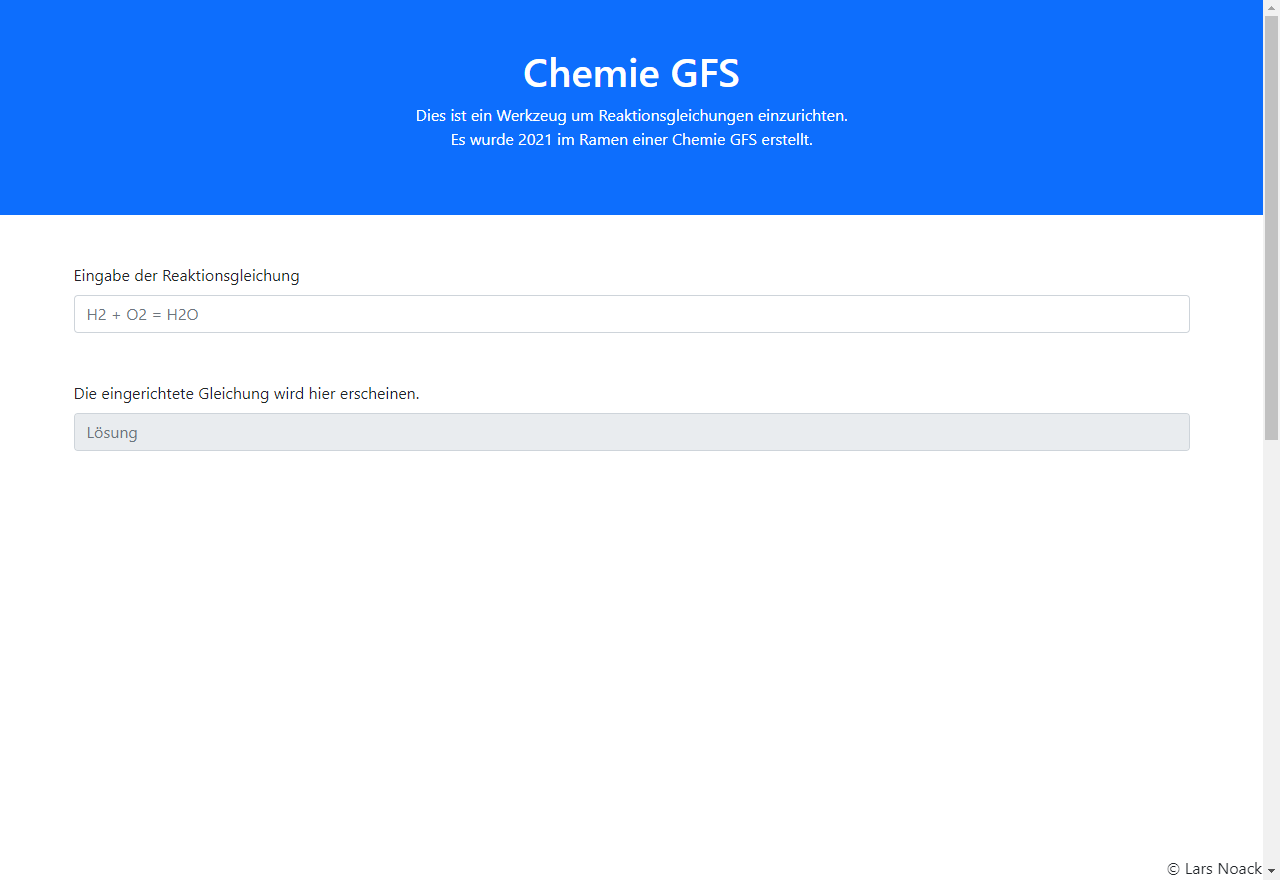 Chemie GFS
Dies ist ein Werkzeug um Reaktionsgleichungen einzurichten.
Es wurde 2021 im Ramen einer Chemie GFS erstellt.
Eingabe der Reaktionsgleichung
H2 + O2 = H2O
Die eingerichtete Gleichung wird hier erscheinen.
Lösung
© Lars Noack